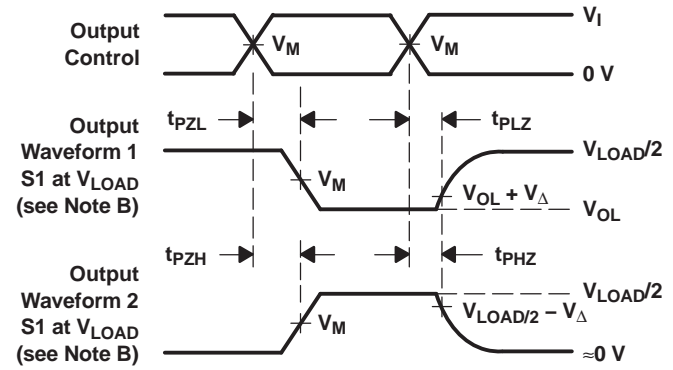 Output
Control
V_M
V_M
V_I
0 V
t_PZL
t_PLZ
Output
Waveform 1
S1 at V_LOAD
(see Note B)
V_M
V_LOAD/2
V_OL + V_Δ
V_OL
t_PZH
t_PHZ
Output
Waveform 2
S1 at V_LOAD
(see Note B)
V_M
V_LOAD/2
V_LOAD/2 − V_Δ
≈0 V